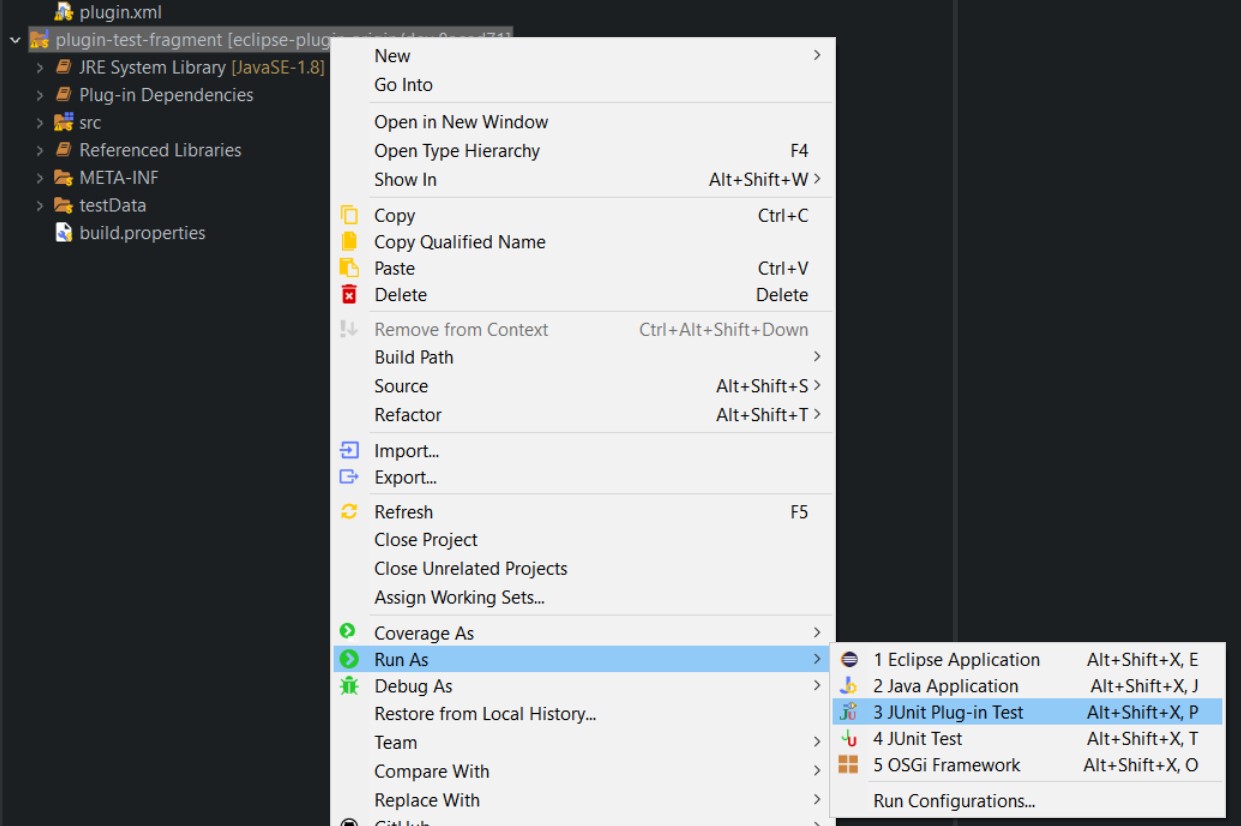 plugin.xml
plugin-test-fragment [eclipse-plugin
JRE System Library [JavaSE-1.8]
Plug-in Dependencies
src
Referenced Libraries
META-INF
testData
build.properties
New
Go Into
Open in New Window
Open Type Hierarchy F4
Show In Alt+Shift+W
Copy Ctrl+C
Copy Qualified Name
Paste Ctrl+V
Delete Delete
Remove from Context Ctrl+Alt+Shift+Down
Build Path
Source Alt+Shift+S
Refactor Alt+Shift+T
Import...
Export...
Refresh F5
Close Project
Close Unrelated Projects
Assign Working Sets...
Coverage As
Run As
Debug As
Restore from Local History...
Team
Compare With
Replace With
GitHub
1 Eclipse Application Alt+Shift+X, E
2 Java Application Alt+Shift+X, J
3 JUnit Plug-in Test Alt+Shift+X, P
4 JUnit Test Alt+Shift+X, T
5 OSGi Framework Alt+Shift+X, O
Run Configurations...